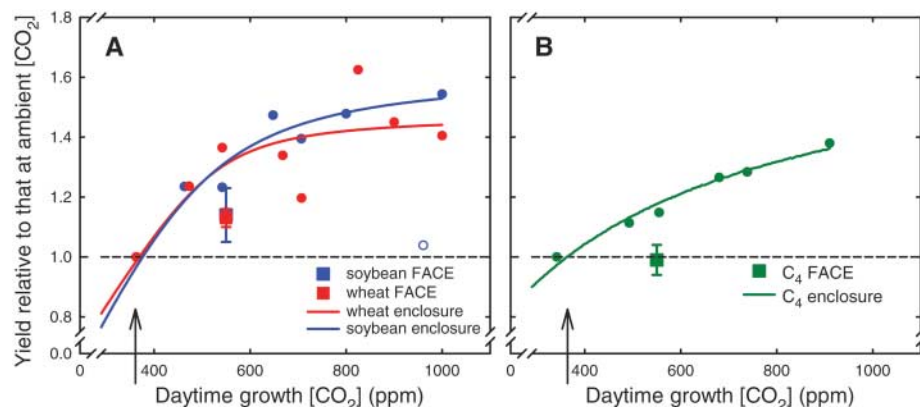 Yield relative to that at ambient [CO₂]
1.8
1.6
1.4
1.2
1.0
0.8
0.0
A
soybean FACE
wheat FACE
wheat enclosure
soybean enclosure
400
600
800
1000
Daytime growth [CO₂] (ppm)
B
C₄ FACE
C₄ enclosure
0
400
600
800
1000
Daytime growth [CO₂] (ppm)